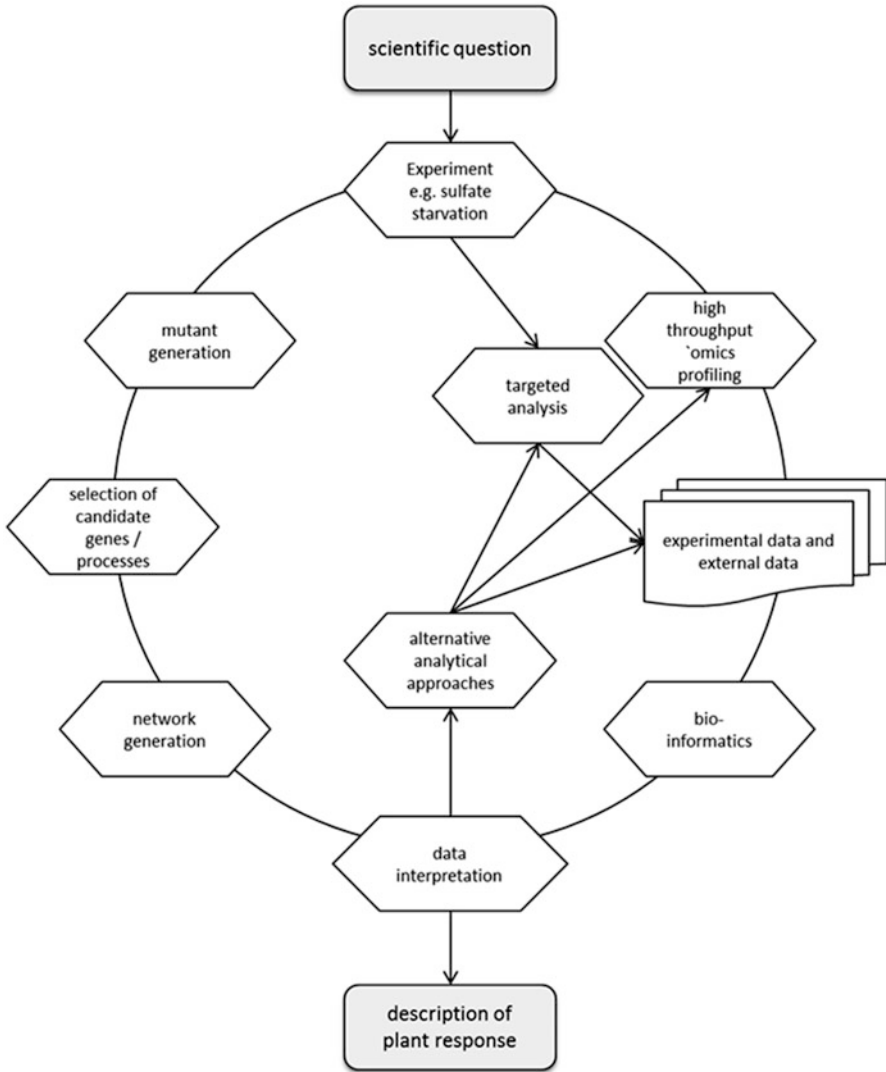 scientific question
Experiment
e.g. sulfate
starvation
mutant
generation
high
throughput
`omics
profiling
targeted
analysis
selection of
candidate
genes /
processes
experimental data and
external data
alternative
analytical
approaches
network
generation
bio-
informatics
data
interpretation
description of
plant response